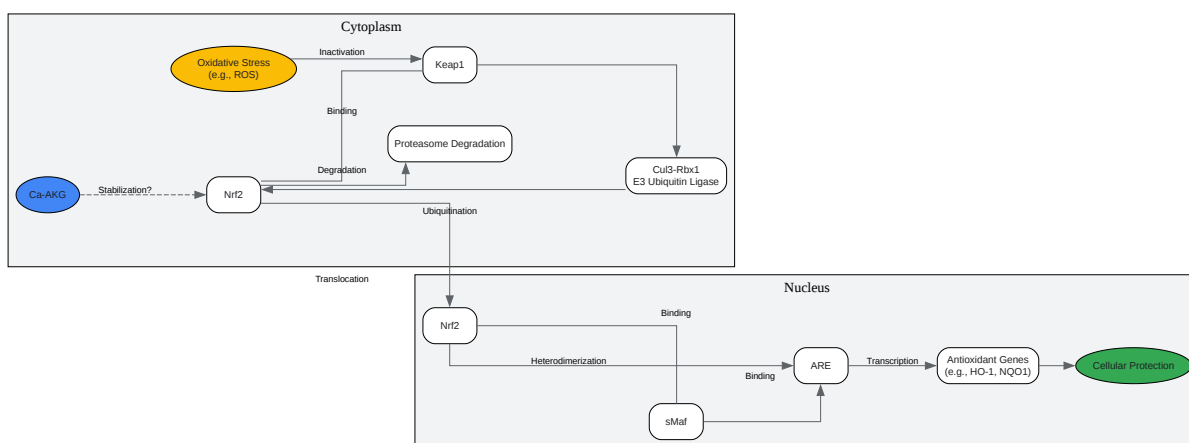 Cytoplasm
Oxidative Stress
(e.g., ROS)
Inactivation
Keap1
Binding
Proteasome Degradation
Degradation
Cul3-Rbx1
E3 Ubiquitin Ligase
Ca-AKG
Stabilization?
Nrf2
Ubiquitination
Translocation
Nucleus
Nrf2
Binding
Heterodimerization
Binding
ARE
Transcription
Antioxidant Genes
(e.g., HO-1, NQO1)
Cellular Protection
sMaf